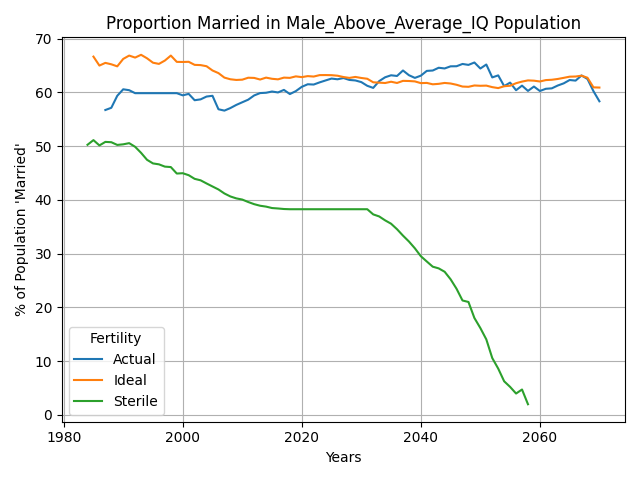 Proportion Married in Male_Above_Average_IQ Population
% of Population 'Married'
70
60
50
40
30
20
10
0
Fertility
Actual
Ideal
Sterile
1980 2000 2020 2040 2060
Years